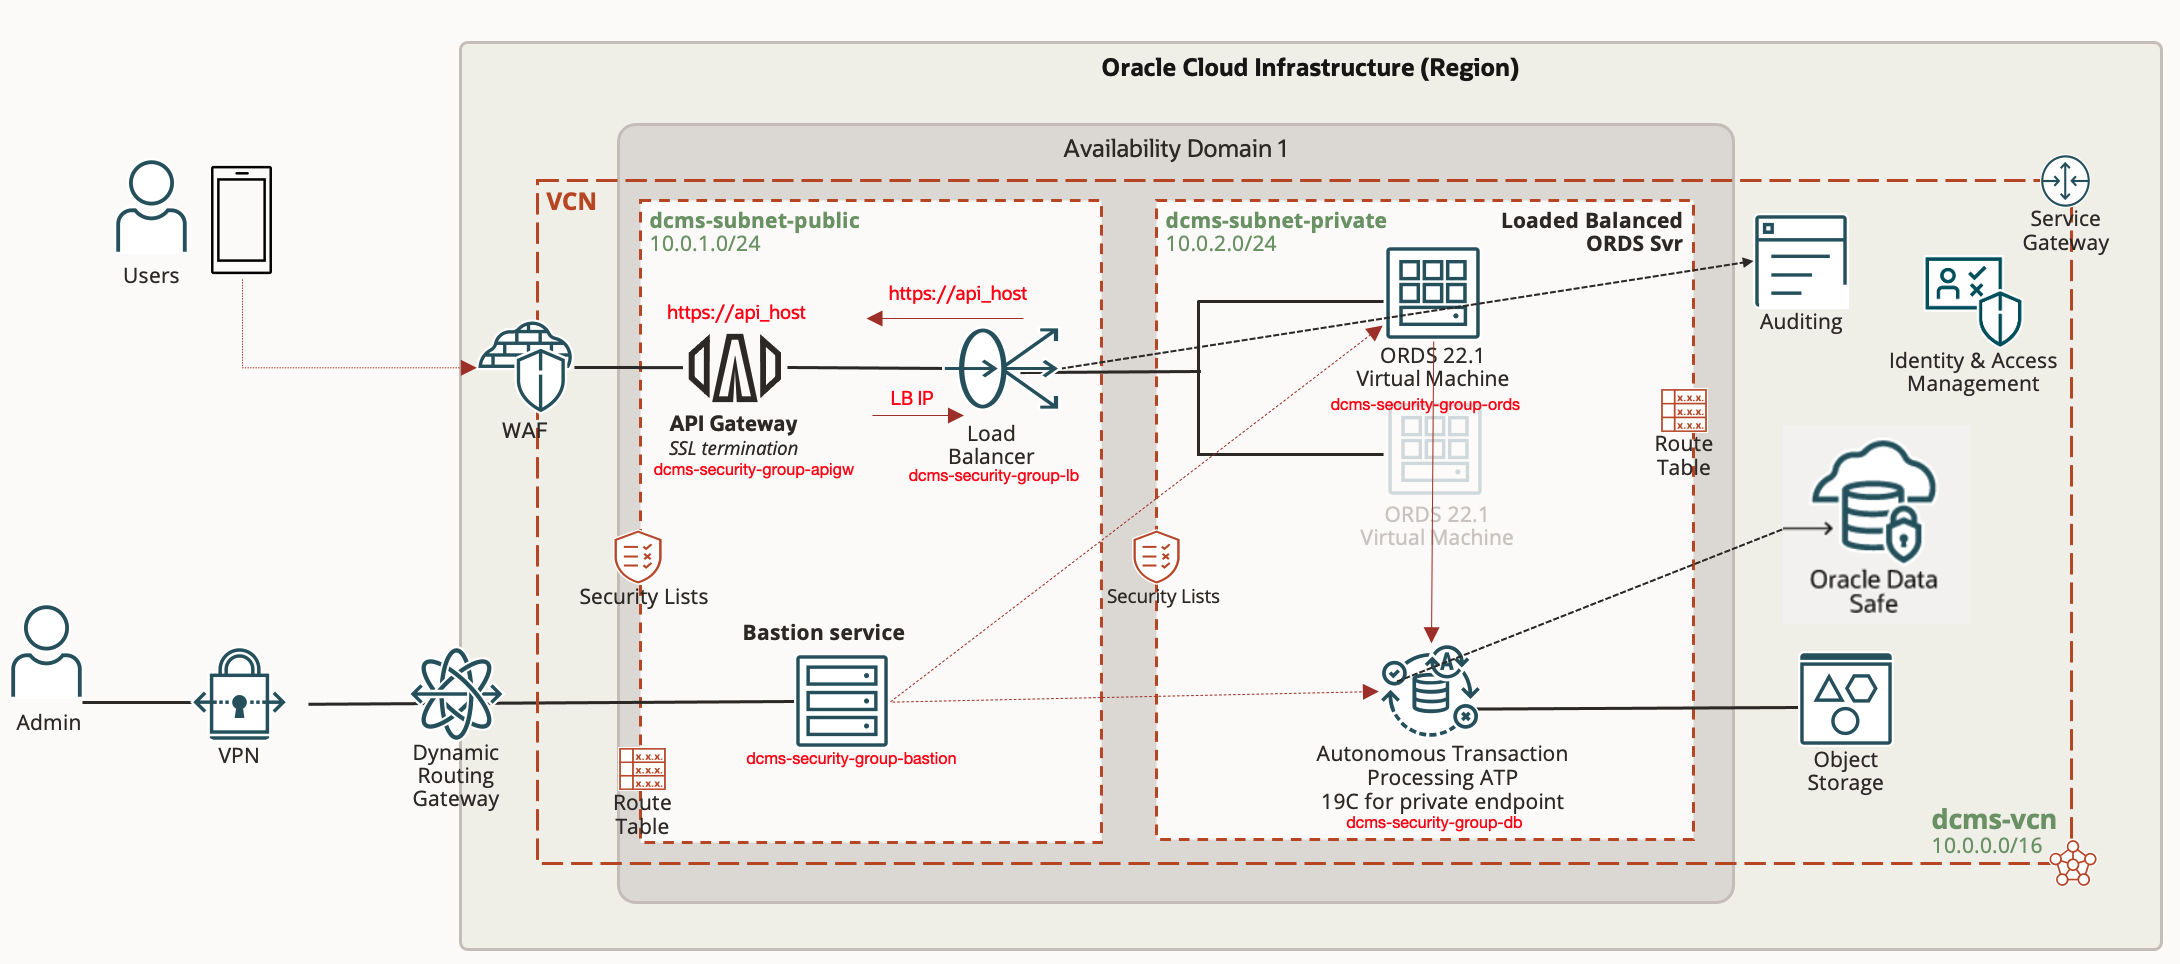 Oracle Cloud Infrastructure (Region)
Availability Domain 1
VCN
Users
WAF
dcms-subnet-public
10.0.1.0/24
https://api_host
https://api_host
API Gateway
SSL termination
dcms-security-group-apigw
LB IP
Load
Balancer
dcms-security-group-lb
Security Lists
dcms-subnet-private
10.0.2.0/24
Loaded Balanced
ORDS Svr
ORDS 22.1
Virtual Machine
dcms-security-group-ords
ORDS 22.1
Virtual Machine
Security Lists
x.x.x.
x.x.x.
x.x.x.
Route
Table
Auditing
Service
Gateway
Identity & Access
Management
Oracle Data
Safe
Admin
VPN
Dynamic
Routing
Gateway
Bastion service
dcms-security-group-bastion
x.x.x.
x.x.x.
x.x.x.
Route
Table
A
Autonomous Transaction
Processing ATP
19C for private endpoint
dcms-security-group-db
Object
Storage
dcms-vcn
10.0.0.0/16